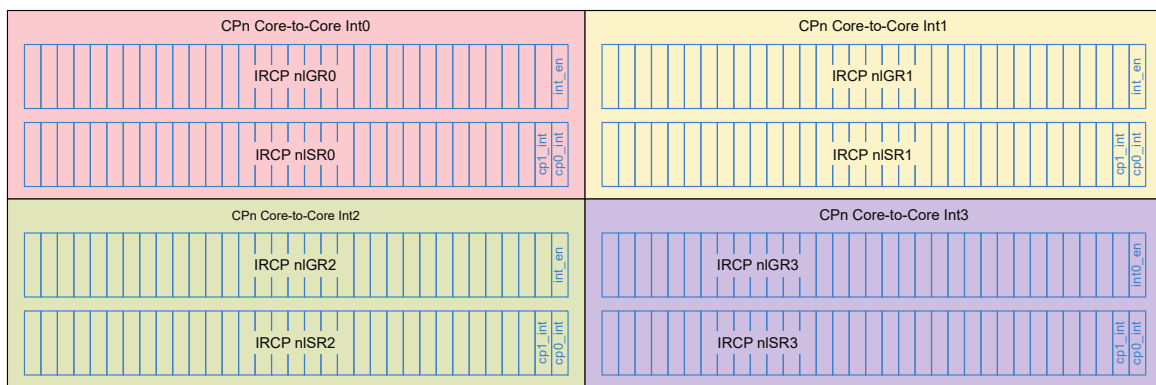 CPn Core-to-Core Int0
IRCP nIGR0
int_en
IRCP nISR0
cp1_int
cp0_int
CPn Core-to-Core Int1
IRCP nIGR1
int_en
IRCP nISR1
cp1_int
cp0_int
CPn Core-to-Core Int2
IRCP nIGR2
int_en
IRCP nISR2
cp1_int
cp0_int
CPn Core-to-Core Int3
IRCP nIGR3
int0_en
IRCP nISR3
cp1_int
cp0_int